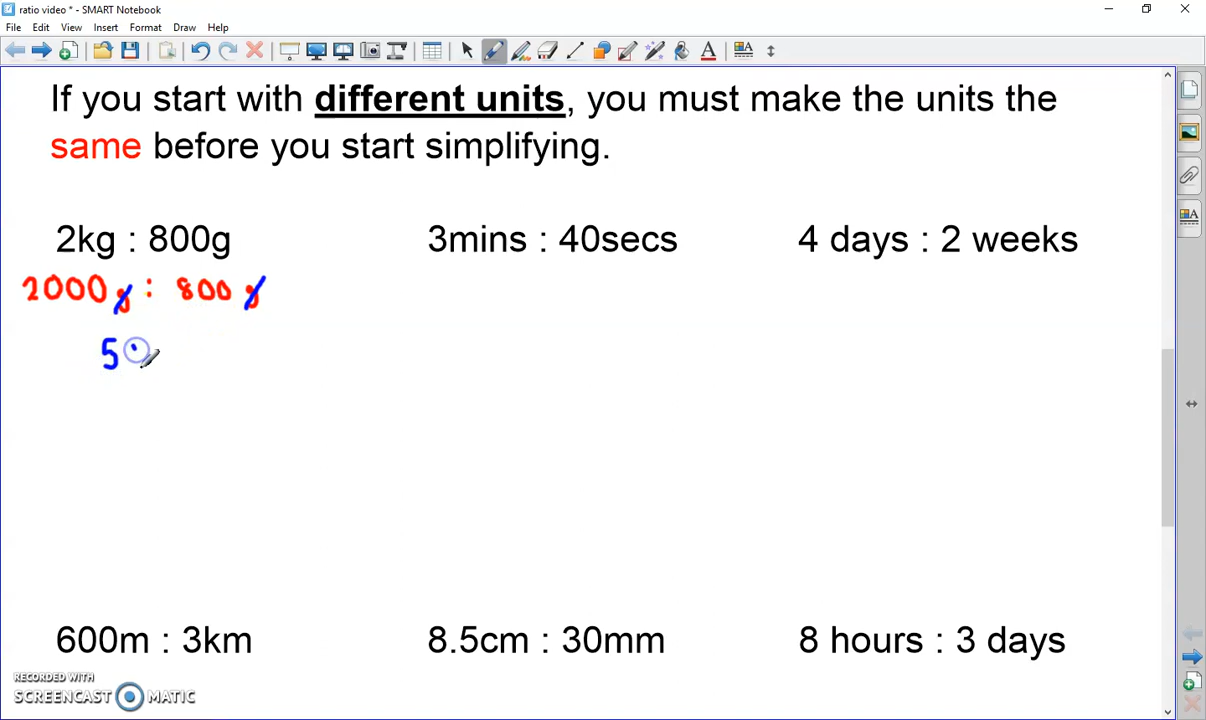 ratio video * - SMART Notebook
File Edit View Insert Format Draw Help
If you start with different units, you must make the units the
same before you start simplifying.
2kg : 800g 3mins : 40secs 4 days : 2 weeks
2000g : 800g
5
600m : 3km 8.5cm : 30mm 8 hours : 3 days
RECORDED WITH
SCREENCAST MATIC